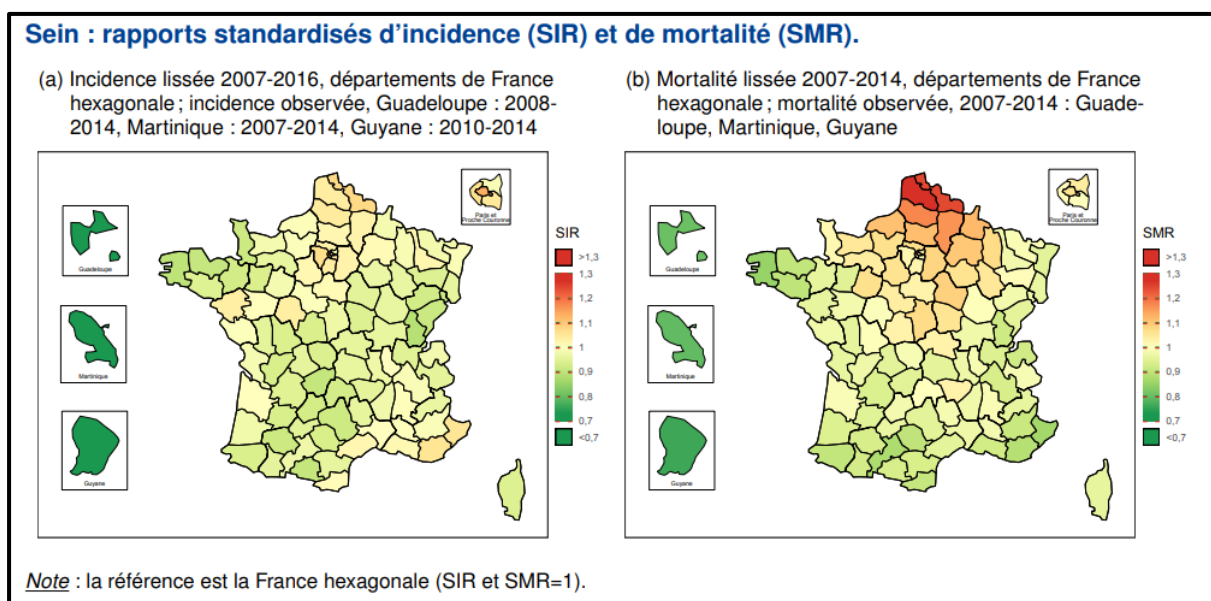 Sein : rapports standardisés d'incidence (SIR) et de mortalité (SMR).
(a) Incidence lissée 2007-2016, départements de France
hexagonale ; incidence observée, Guadeloupe : 2008-
2014, Martinique : 2007-2014, Guyane : 2010-2014
Guadeloupe
Martinique
Guyane
Paris et
Proche Couronne
SIR
>1,3
1,3
1,2
1,1
1
0,9
0,8
0,7
<0,7
(b) Mortalité lissée 2007-2014, départements de France
hexagonale ; mortalité observée, 2007-2014 : Guade-
loupe, Martinique, Guyane
Guadeloupe
Martinique
Guyane
Paris et
Proche Couronne
SMR
>1,3
1,3
1,2
1,1
1
0,9
0,8
0,7
<0,7
Note : la référence est la France hexagonale (SIR et SMR=1).